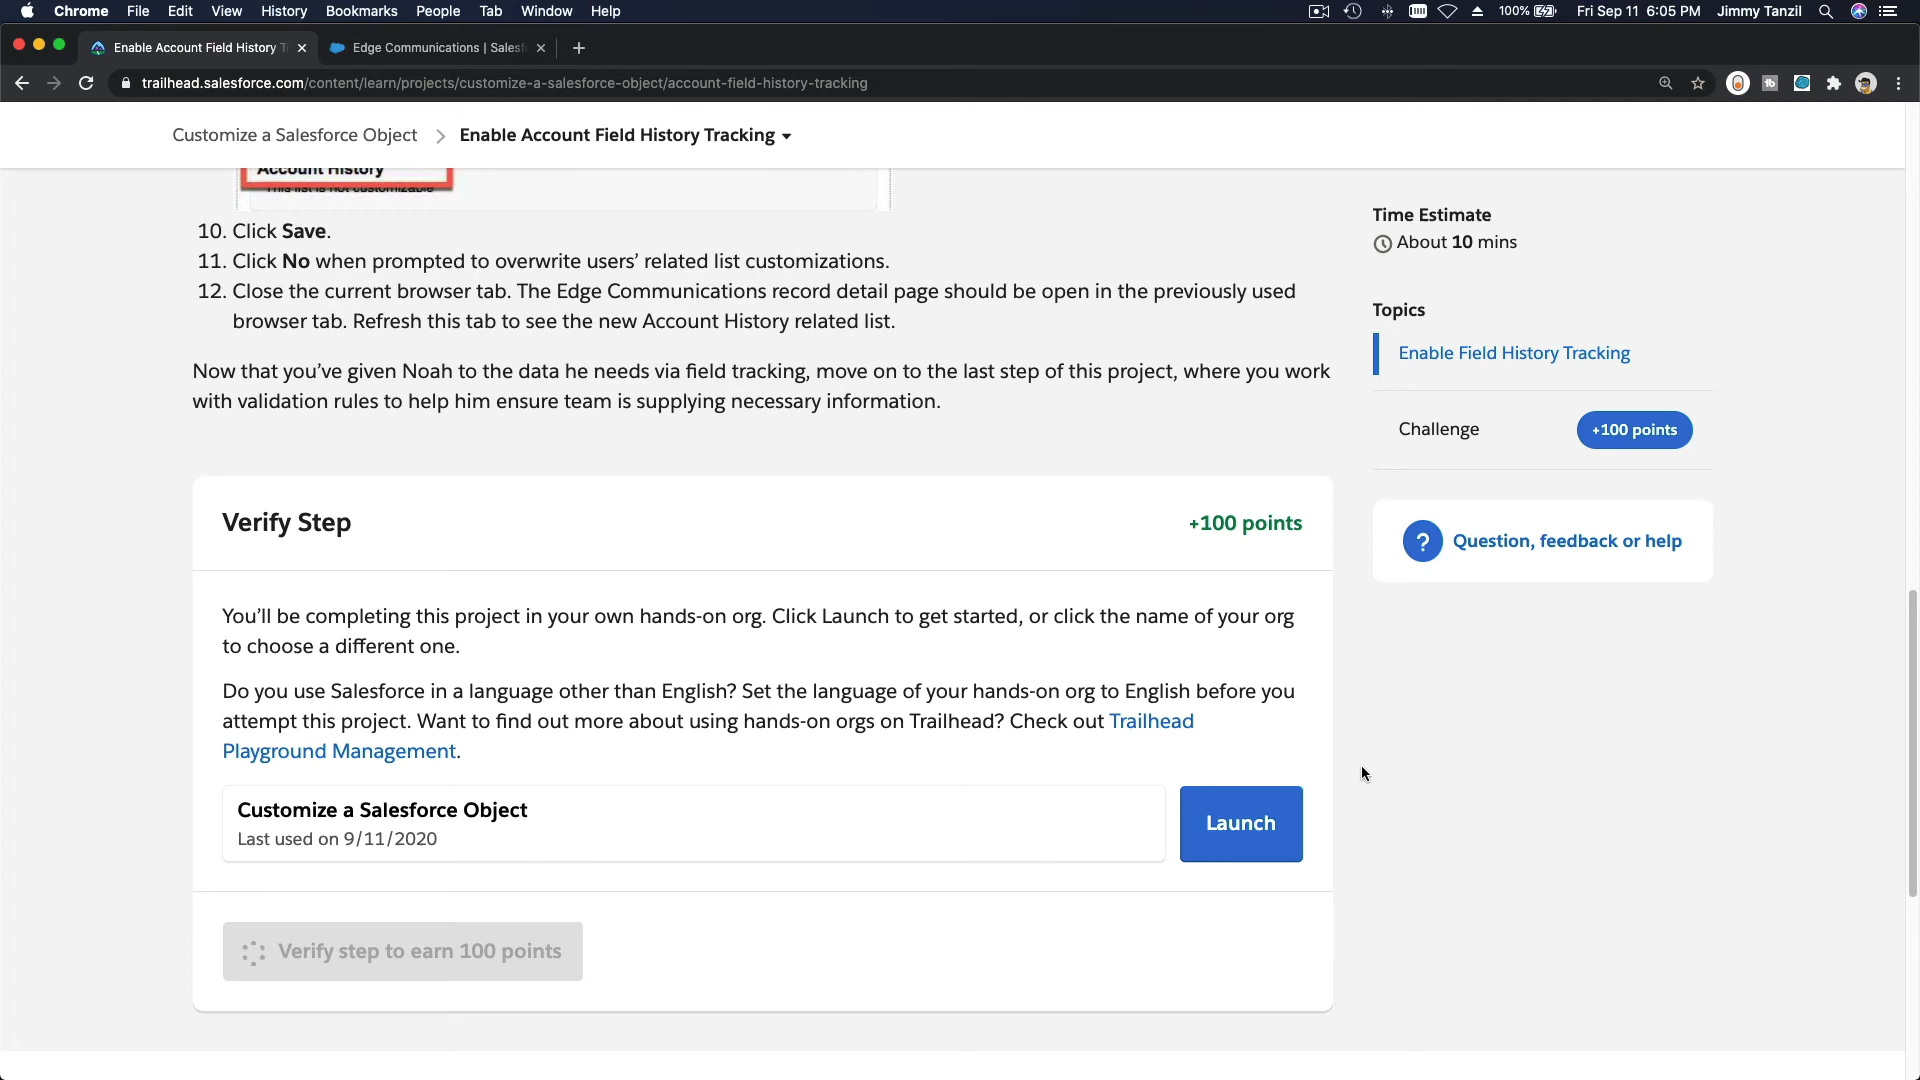 Chrome File Edit View History Bookmarks People Tab Window Help 100% Fri Sep 11 6:05 PM Jimmy Tanzil
Enable Account Field History T Edge Communications | Salesf
trailhead.salesforce.com/content/learn/projects/customize-a-salesforce-object/account-field-history-tracking
Customize a Salesforce Object > Enable Account Field History Tracking
Account History
This list is not customizable
10. Click Save.
11. Click No when prompted to overwrite users’ related list customizations.
12. Close the current browser tab. The Edge Communications record detail page should be open in the previously used
browser tab. Refresh this tab to see the new Account History related list.
Now that you’ve given Noah to the data he needs via field tracking, move on to the last step of this project, where you work
with validation rules to help him ensure team is supplying necessary information.
Verify Step +100 points
You’ll be completing this project in your own hands-on org. Click Launch to get started, or click the name of your org
to choose a different one.
Do you use Salesforce in a language other than English? Set the language of your hands-on org to English before you
attempt this project. Want to find out more about using hands-on orgs on Trailhead? Check out Trailhead
Playground Management.
Customize a Salesforce Object
Last used on 9/11/2020
Launch
Verify step to earn 100 points
Time Estimate
About 10 mins
Topics
Enable Field History Tracking
Challenge +100 points
? Question, feedback or help